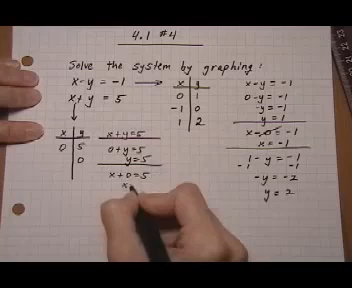 4.1 #4
Solve the system by graphing:
x-y = -1
x+y = 5
x y
0 1
-1 0
1 2
x-y = -1
0-y = -1
-y = -1
y = 1
x-0 = -1
x = -1
1-y = -1
-1 -1
-y = -2
y = 2
x y
0 5
0
x+y=5
0+y=5
y=5
x+0=5
x